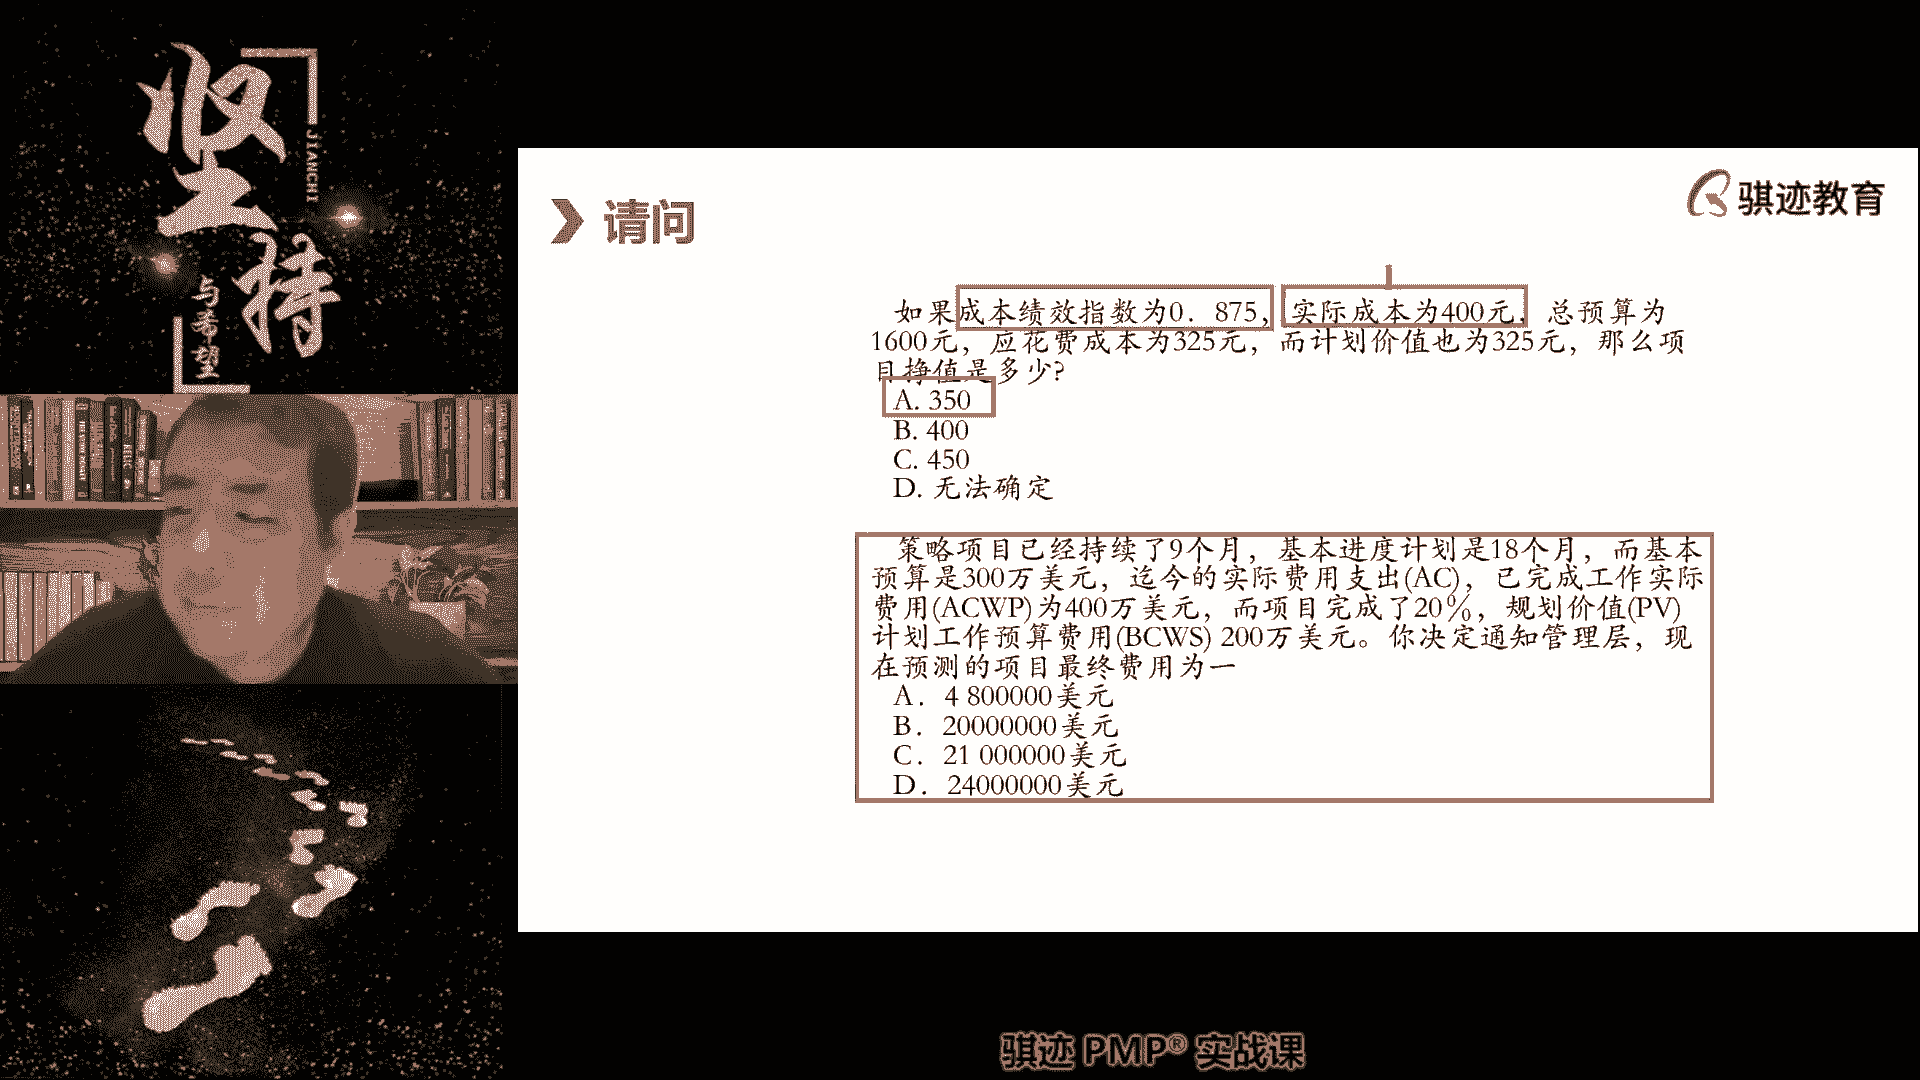 坚
JIANCHI
持
与希望
请问
骐迹教育
如果成本绩效指数为0．875，实际成本为400元，总预算为
1600元，应花费成本为325元，而计划价值也为325元，那么项
目挣值是多少?
A. 350
B. 400
C. 450
D. 无法确定
策略项目已经持续了9个月，基本进度计划是18个月，而基本
预算是300万美元，迄今的实际费用支出(AC)，已完成工作实际
费用(ACWP)为400万美元，而项目完成了20％，规划价值(PV)
计划工作预算费用(BCWS) 200万美元。你决定通知管理层，现
在预测的项目最终费用为一
A．4 800000美元
B．20000000美元
C．21 000000美元
D．24000000美元
骐迹 PMP® 实战课